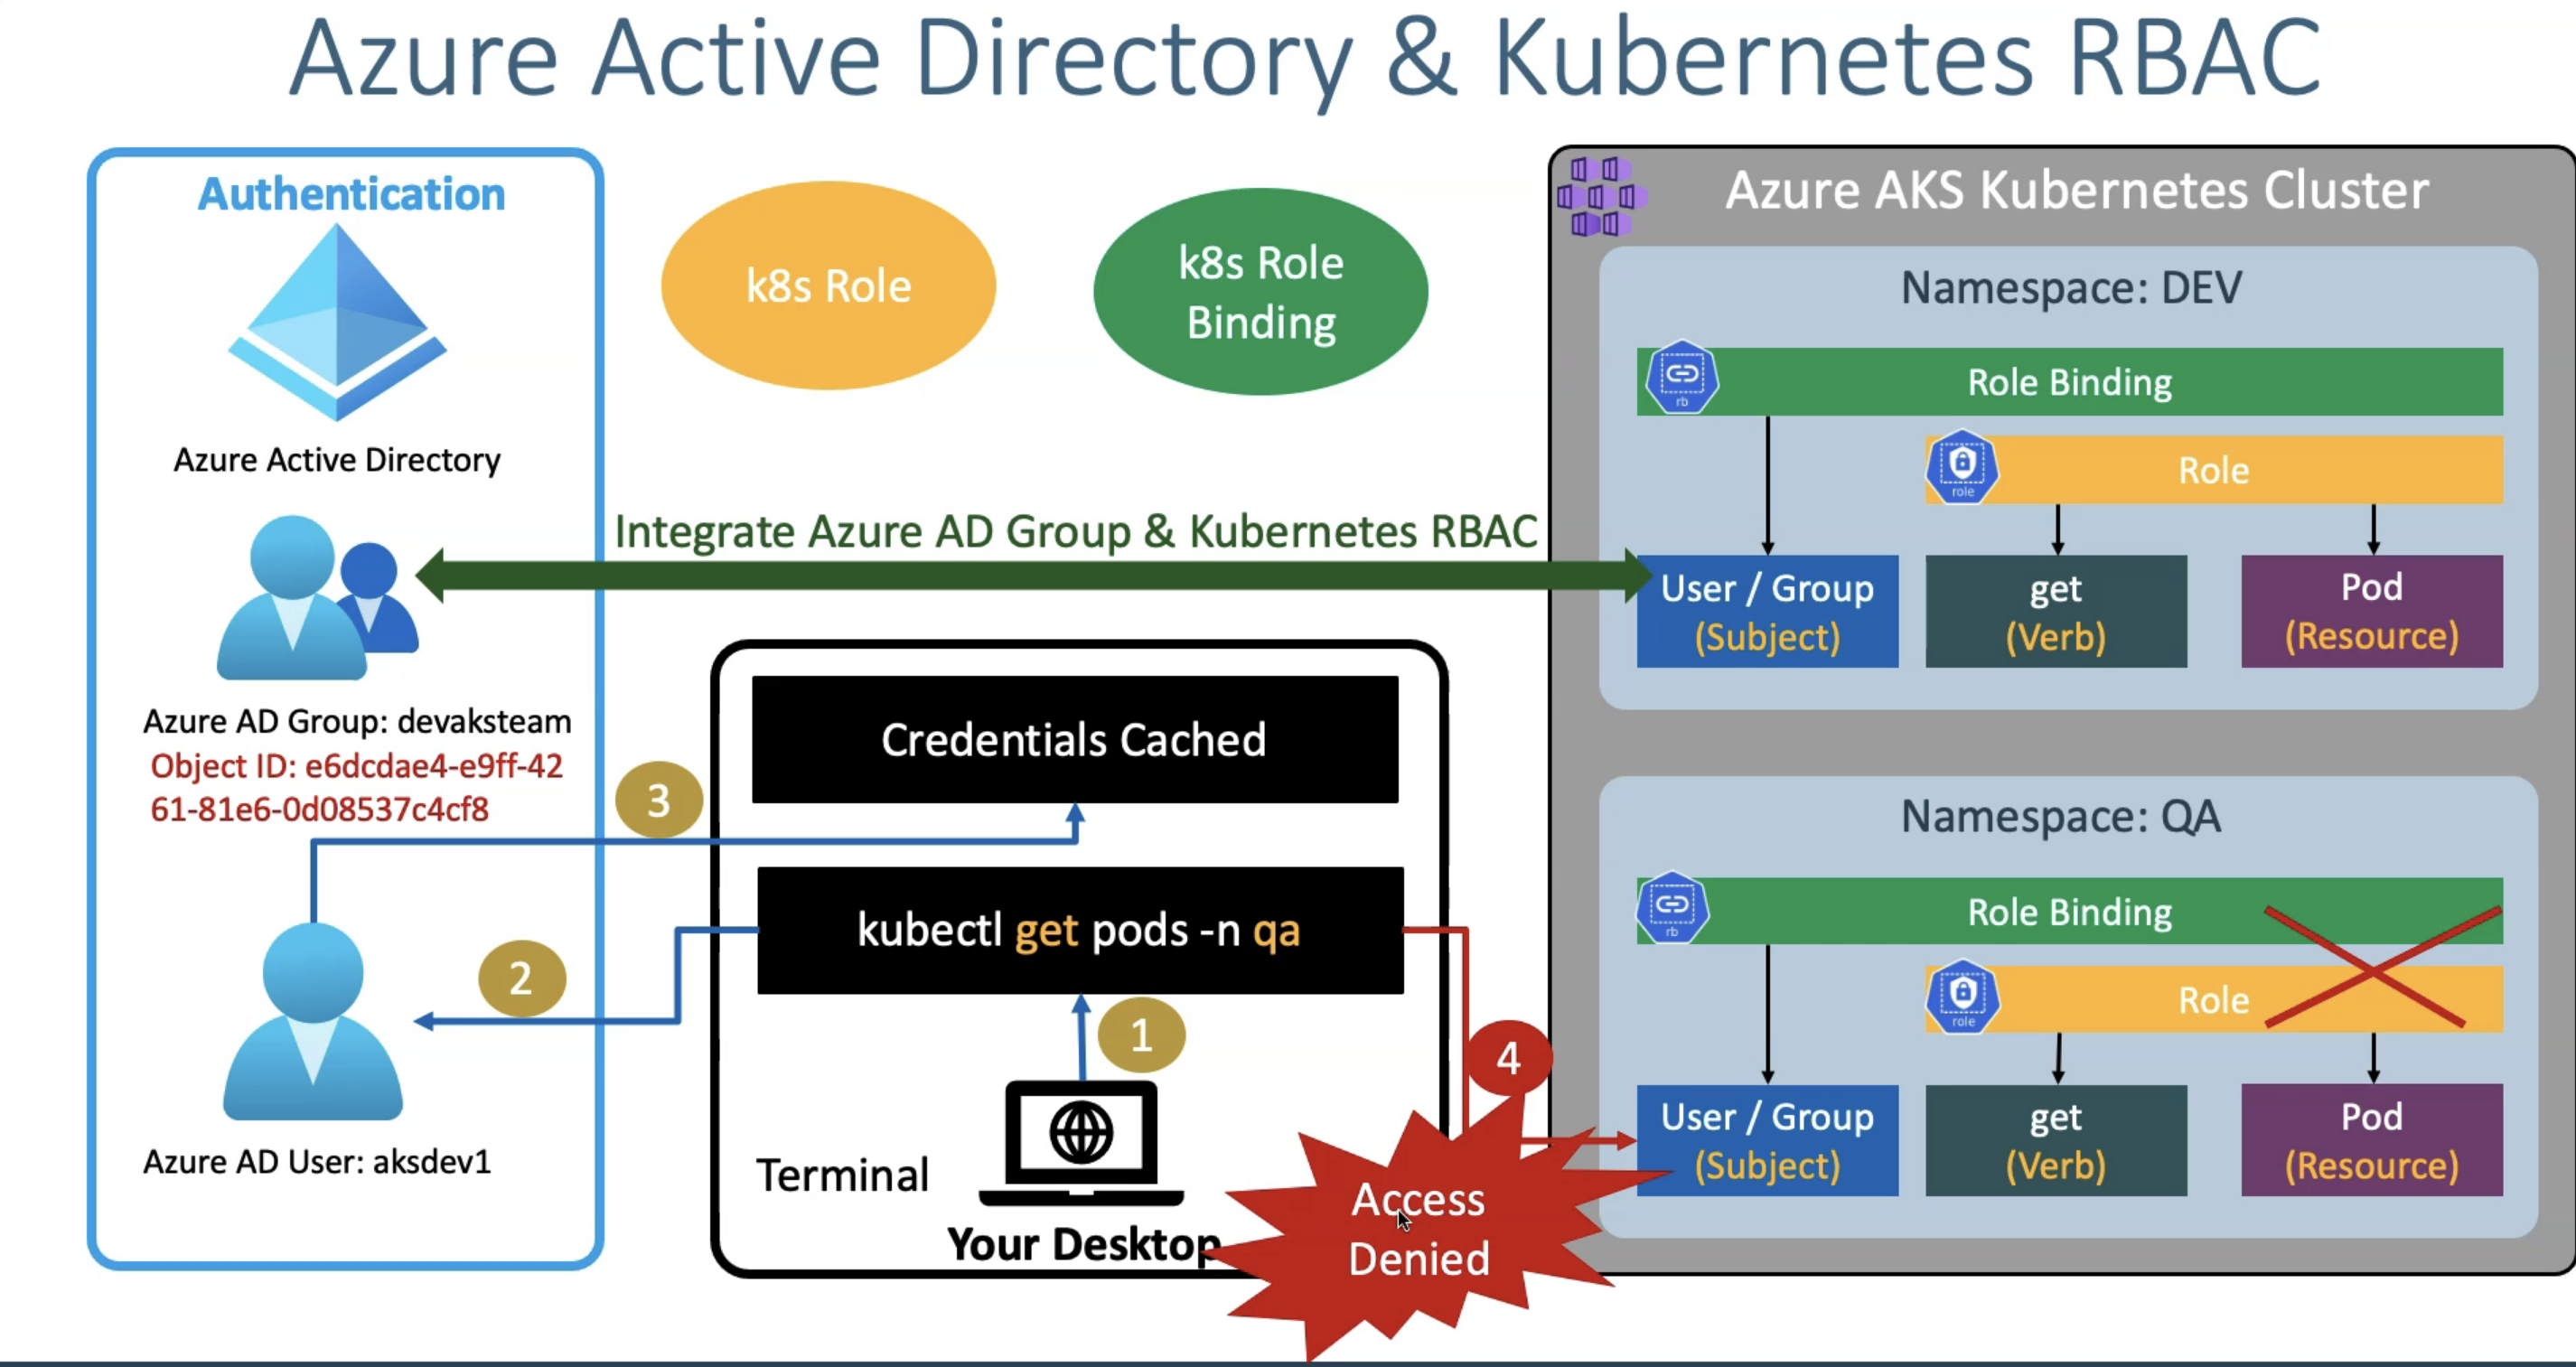 Azure Active Directory & Kubernetes RBAC
Authentication
Azure Active Directory
Azure AD Group: devaksteam
Object ID: e6dcdae4-e9ff-42
61-81e6-0d08537c4cf8
Azure AD User: aksdev1
k8s Role
k8s Role
Binding
Integrate Azure AD Group & Kubernetes RBAC
Credentials Cached
3
kubectl get pods -n qa
2
1
4
Terminal
Your Desktop
Access
Denied
Azure AKS Kubernetes Cluster
Namespace: DEV
rb
Role Binding
role
Role
User / Group
(Subject)
get
(Verb)
Pod
(Resource)
Namespace: QA
rb
Role Binding
role
Role
User / Group
(Subject)
get
(Verb)
Pod
(Resource)